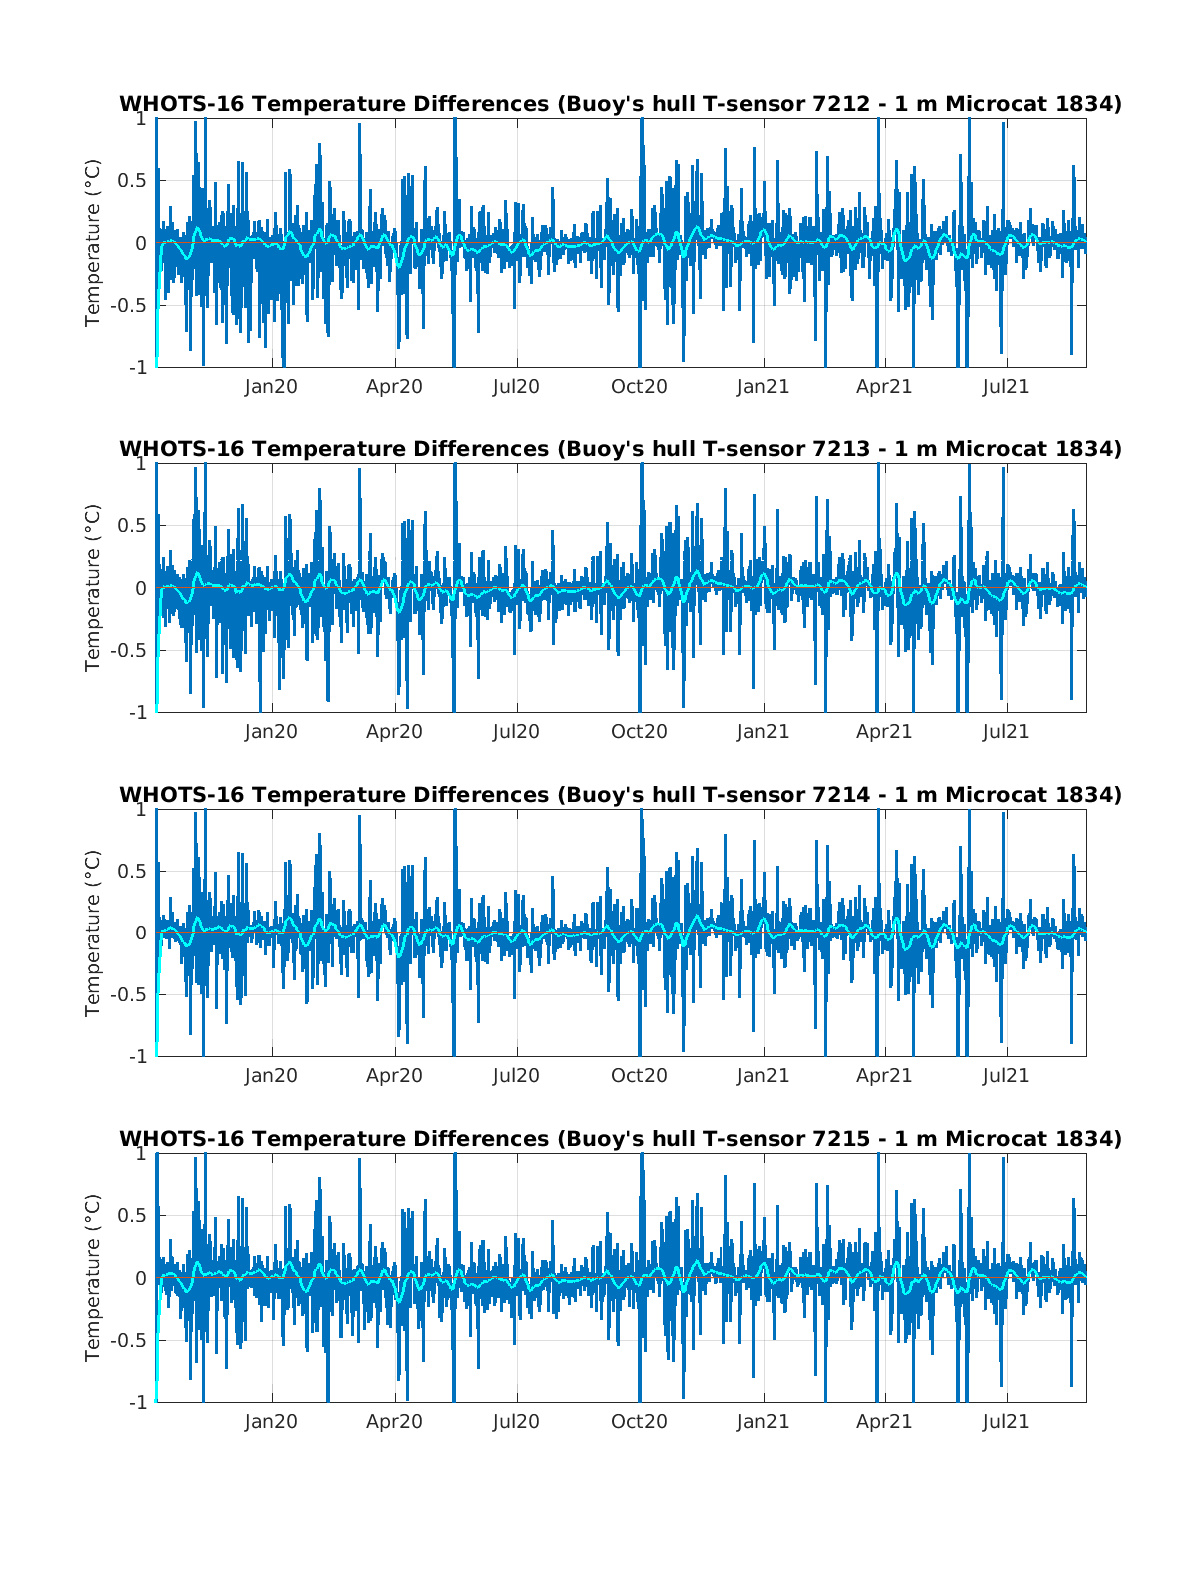 WHOTS-16 Temperature Differences (Buoy's hull T-sensor 7212 - 1 m Microcat 1834)
1
0.5
0
-0.5
-1
Temperature (°C)
Jan20 Apr20 Jul20 Oct20 Jan21 Apr21 Jul21
WHOTS-16 Temperature Differences (Buoy's hull T-sensor 7213 - 1 m Microcat 1834)
1
0.5
0
-0.5
-1
Temperature (°C)
Jan20 Apr20 Jul20 Oct20 Jan21 Apr21 Jul21
WHOTS-16 Temperature Differences (Buoy's hull T-sensor 7214 - 1 m Microcat 1834)
1
0.5
0
-0.5
-1
Temperature (°C)
Jan20 Apr20 Jul20 Oct20 Jan21 Apr21 Jul21
WHOTS-16 Temperature Differences (Buoy's hull T-sensor 7215 - 1 m Microcat 1834)
1
0.5
0
-0.5
-1
Temperature (°C)
Jan20 Apr20 Jul20 Oct20 Jan21 Apr21 Jul21